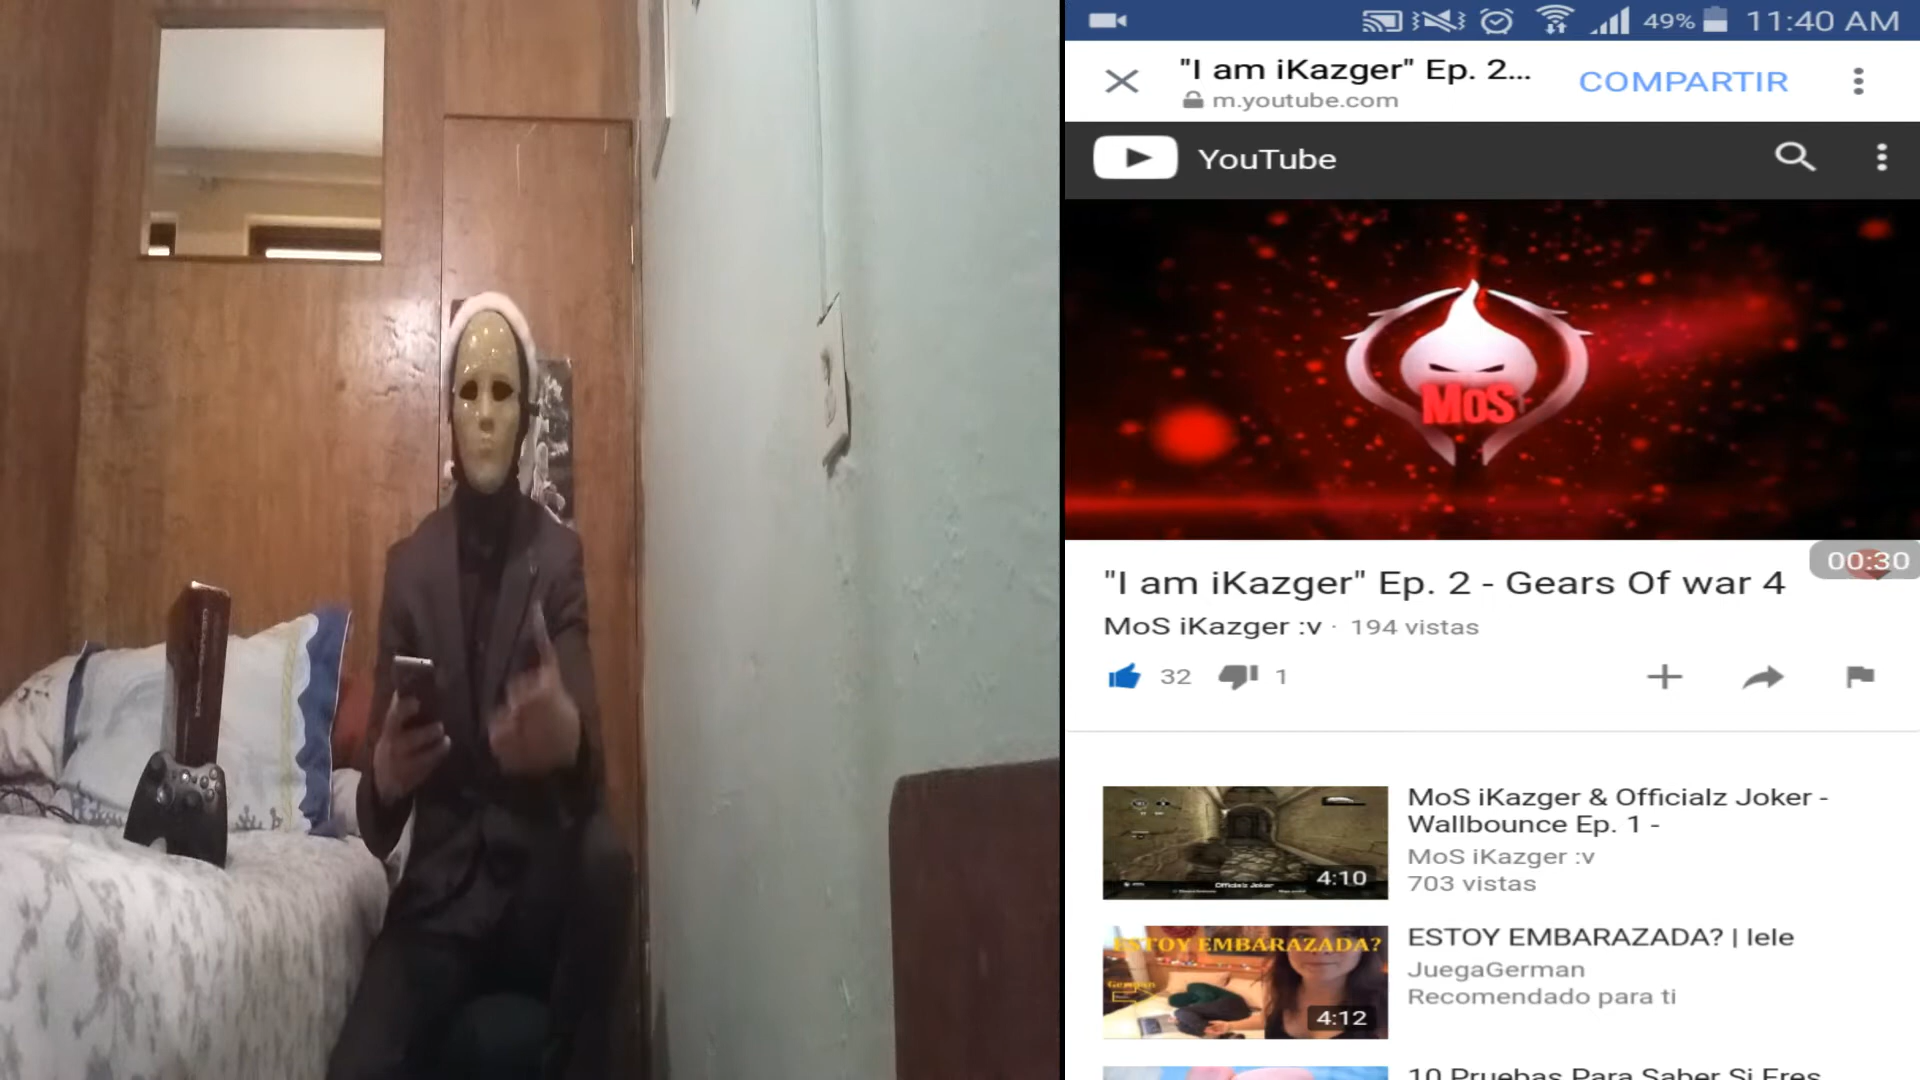 49% 11:40 AM
"I am iKazger" Ep. 2...
m.youtube.com
COMPARTIR
YouTube
MoS
00:30
"I am iKazger" Ep. 2 - Gears Of war 4
MoS iKazger :v · 194 vistas
32 1
MoS iKazger & Officialz Joker -
Wallbounce Ep. 1 -
MoS iKazger :v
703 vistas
Officialz Joker
4:10
ESTOY EMBARAZADA?
German
4:12
ESTOY EMBARAZADA? | lele
JuegaGerman
Recomendado para ti
10 Pruebas Para Saber Si Eres